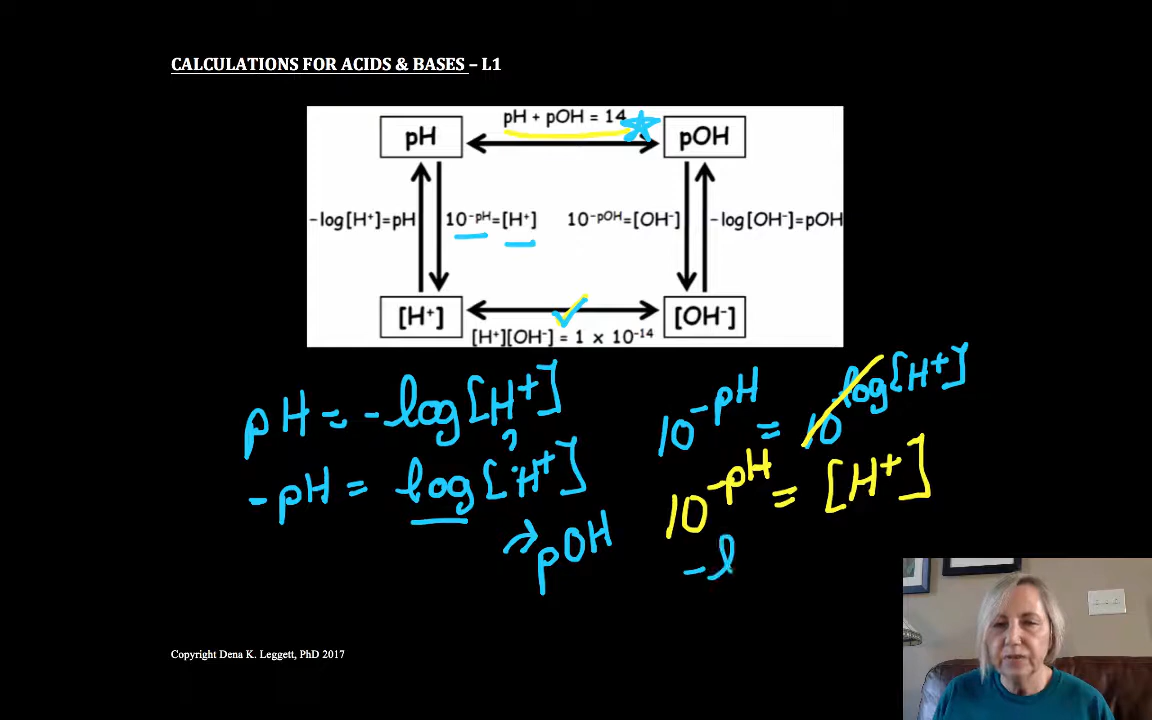 CALCULATIONS FOR ACIDS & BASES – L1
pH + pOH = 14
pH
pOH
-log[H⁺]=pH
10⁻ᵖᴴ=[H⁺]
10⁻ᵖᴼᴴ=[OH⁻]
-log[OH⁻]=pOH
[H⁺]
[OH⁻]
[H⁺][OH⁻] = 1 x 10⁻¹⁴
pH = -log[H⁺]
10⁻ᵖᴴ = 10^log[H⁺]
?
-pH = log[H⁺]
10⁻ᵖᴴ = [H⁺]
→pOH
-l
Copyright Dena K. Leggett, PhD 2017